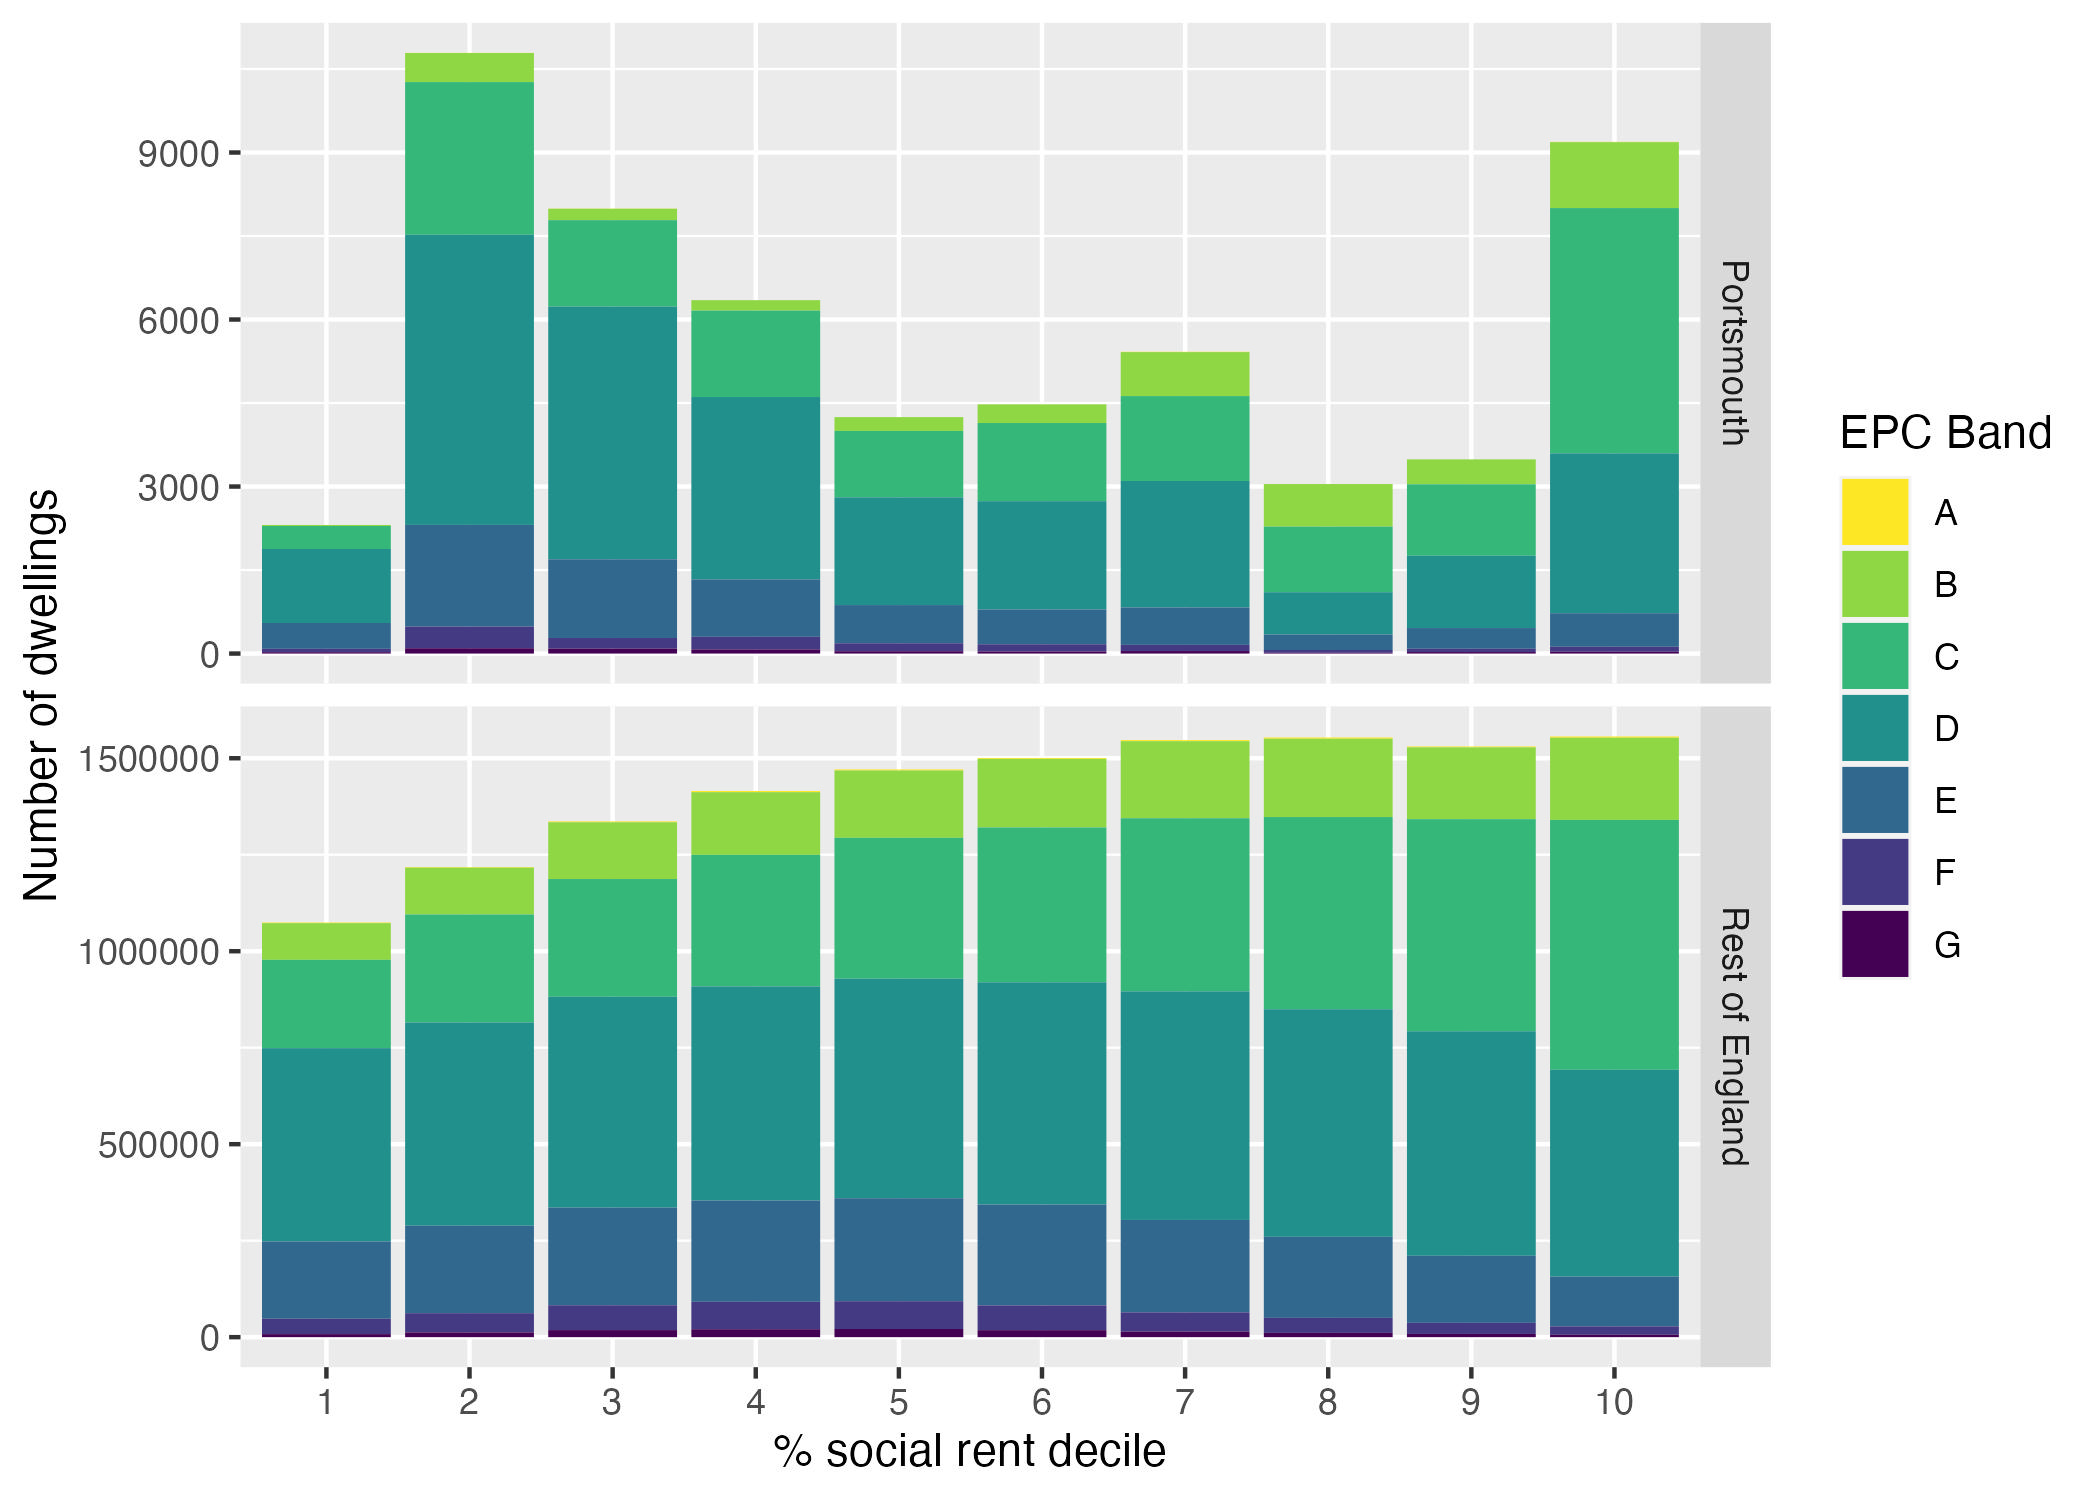 9000
6000
3000
0
Portsmouth
1500000
1000000
500000
0
Rest of England
1 2 3 4 5 6 7 8 9 10
% social rent decile
Number of dwellings
EPC Band
A
B
C
D
E
F
G